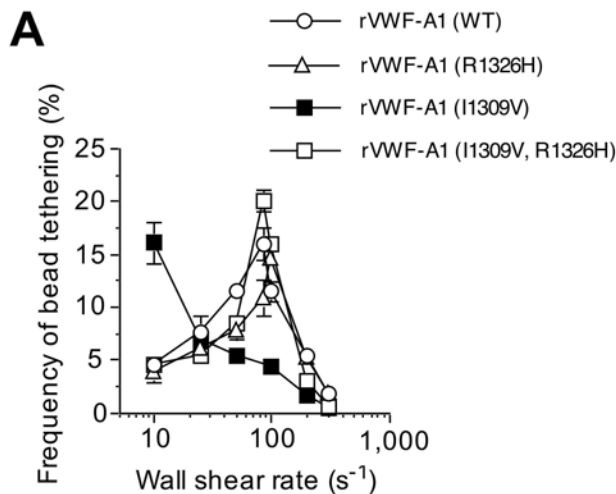 A
rVWF-A1 (WT)
rVWF-A1 (R1326H)
rVWF-A1 (I1309V)
rVWF-A1 (I1309V, R1326H)
Frequency of bead tethering (%)
25
20
15
10
5
0
10
100
1,000
Wall shear rate (s⁻¹)